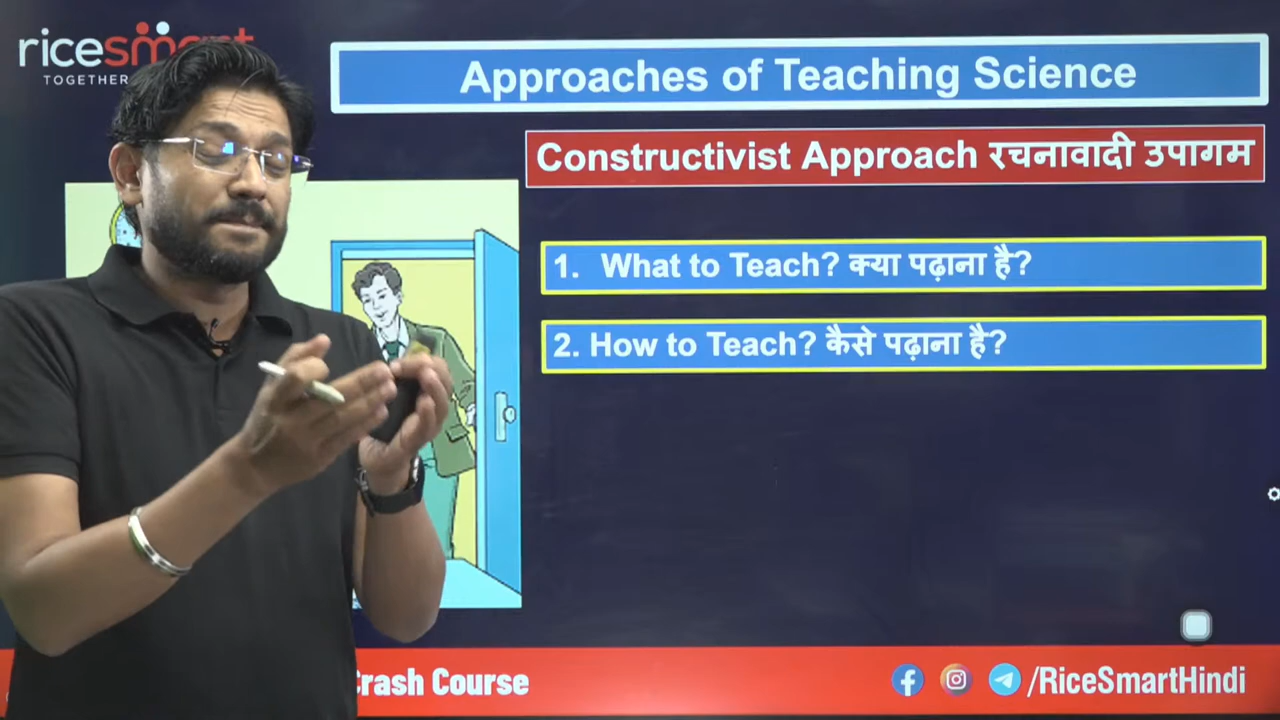 ricesmart
TOGETHER
Approaches of Teaching Science
Constructivist Approach रचनावादी उपागम
1. What to Teach? क्या पढ़ाना है?
2. How to Teach? कैसे पढ़ाना है?
Crash Course
/RiceSmartHindi